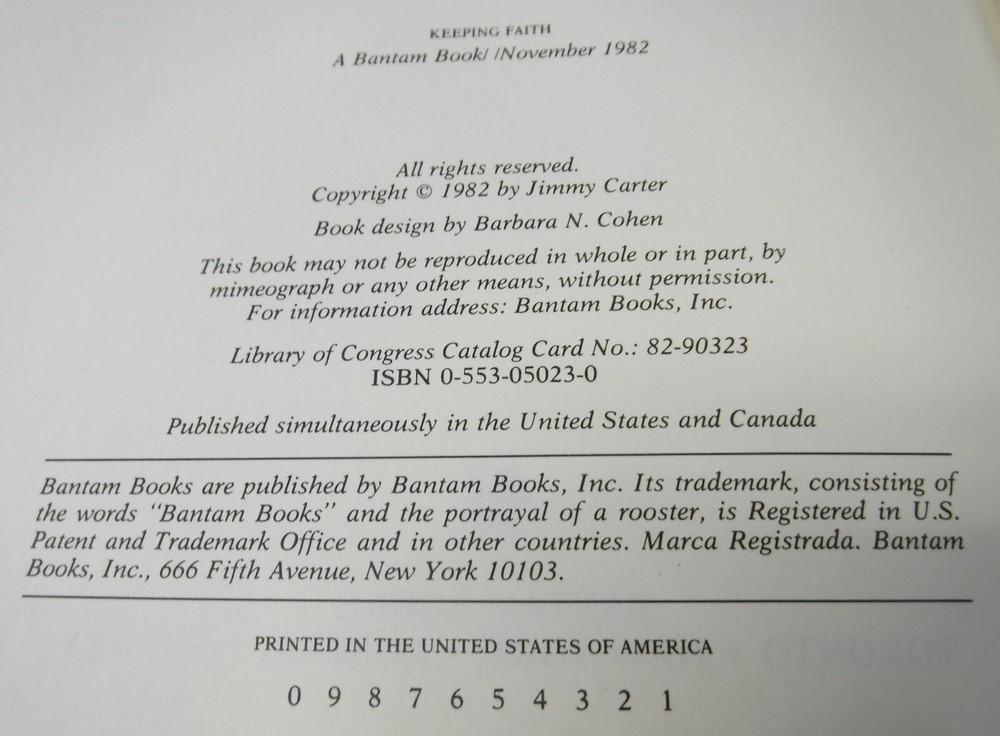 KEEPING FAITH
A Bantam Book/ /November 1982
All rights reserved.
Copyright © 1982 by Jimmy Carter
Book design by Barbara N. Cohen
This book may not be reproduced in whole or in part, by
mimeograph or any other means, without permission.
For information address: Bantam Books, Inc.
Library of Congress Catalog Card No.: 82-90323
ISBN 0-553-05023-0
Published simultaneously in the United States and Canada
Bantam Books are published by Bantam Books, Inc. Its trademark, consisting of
the words "Bantam Books" and the portrayal of a rooster, is Registered in U.S.
Patent and Trademark Office and in other countries. Marca Registrada. Bantam
Books, Inc., 666 Fifth Avenue, New York 10103.
PRINTED IN THE UNITED STATES OF AMERICA
0 9 8 7 6 5 4 3 2 1